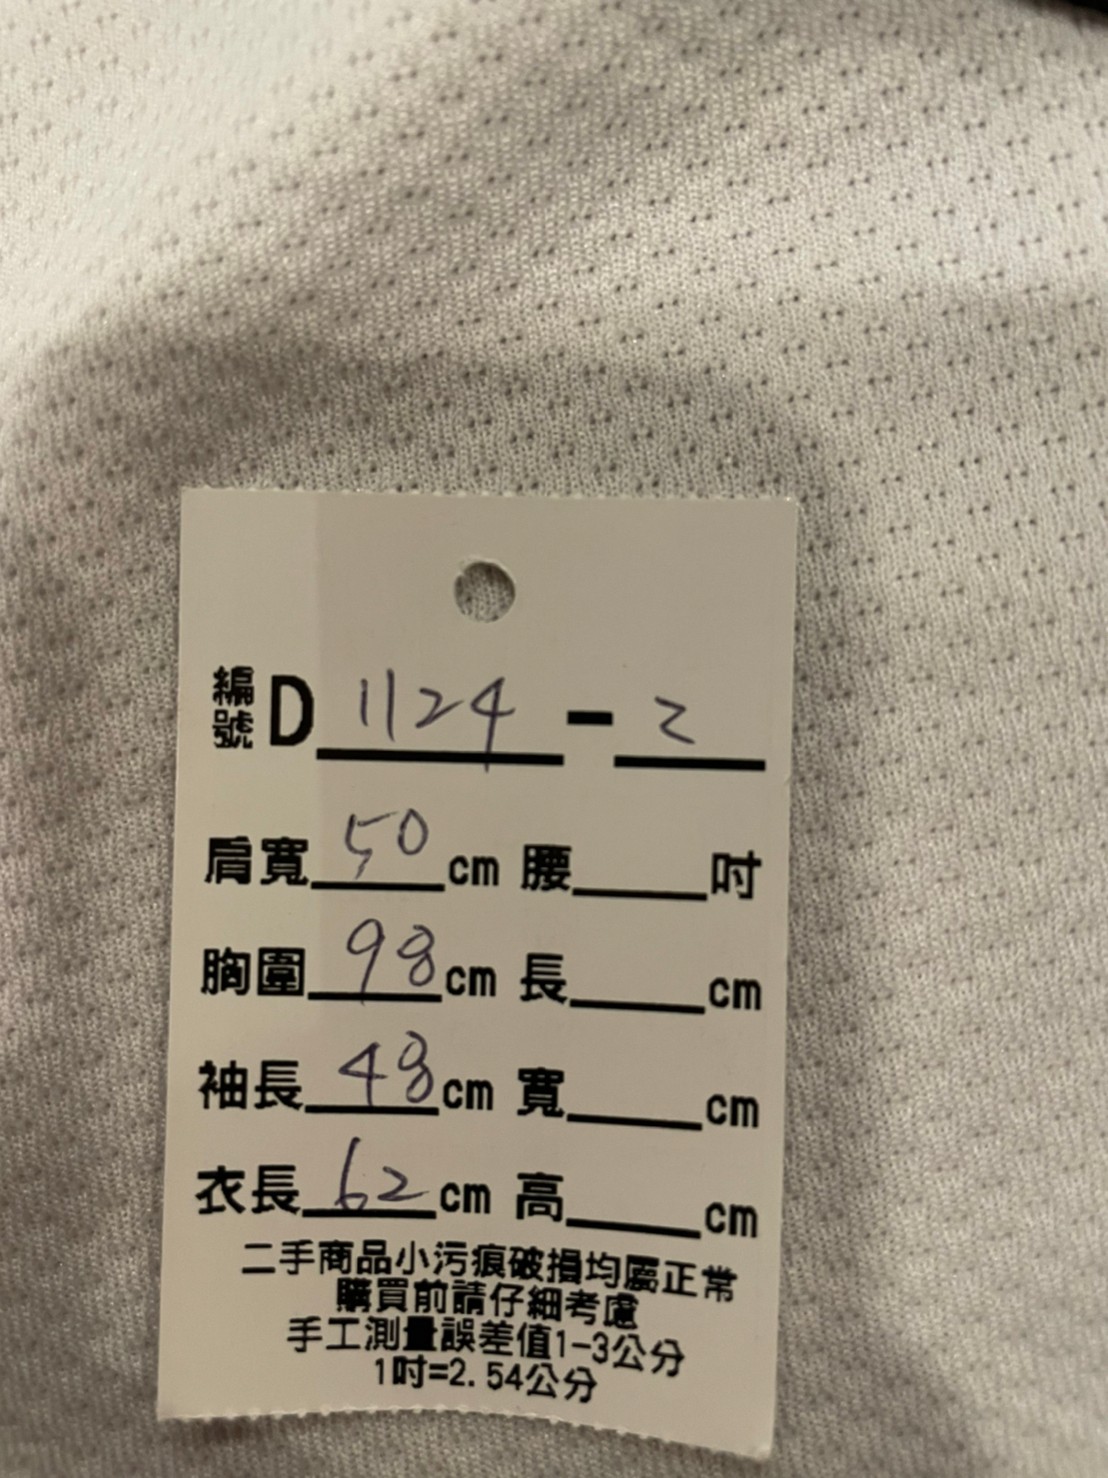 編號 D 1124 - 2
肩寬 50 cm 腰 吋
胸圍 98 cm 長 cm
袖長 48 cm 寬 cm
衣長 62 cm 高 cm
二手商品小污痕破損均屬正常
購買前請仔細考慮
手工測量誤差值1-3公分
1吋=2.54公分